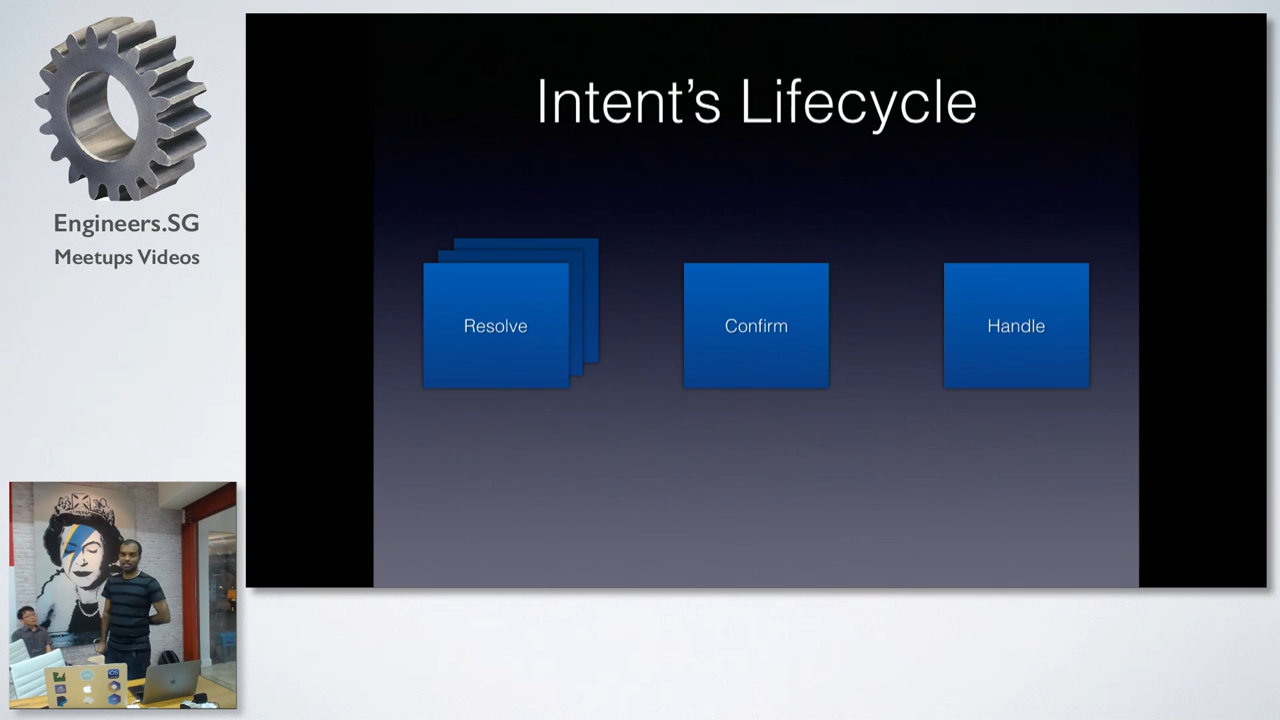 Engineers.SG
Meetups Videos
Intent's Lifecycle
Resolve
Confirm
Handle